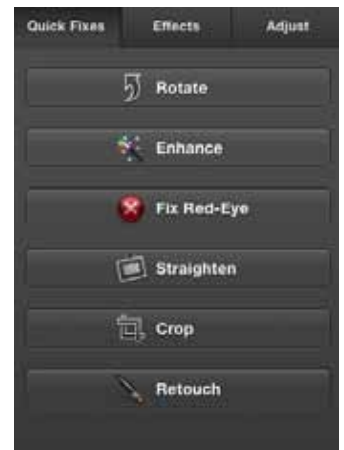 Quick Fixes Effects Adjust
Rotate
Enhance
Fix Red-Eye
Straighten
Crop
Retouch